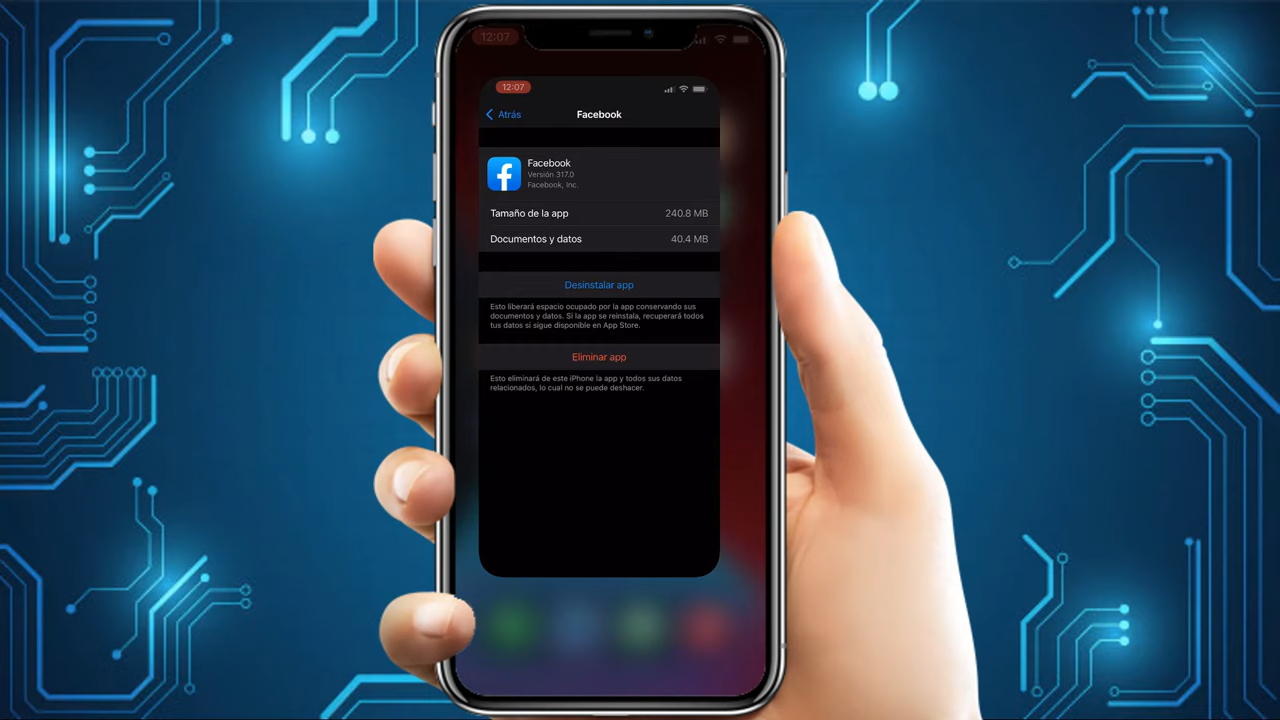 12:07
12:07
Atrás
Facebook
Facebook
Versión 317.0
Facebook, Inc.
Tamaño de la app 240.8 MB
Documentos y datos 40.4 MB
Desinstalar app
Esto liberará espacio ocupado por la app conservando sus
documentos y datos. Si la app se reinstala, recuperará todos
tus datos si sigue disponible en App Store.
Eliminar app
Esto eliminará de este iPhone la app y todos sus datos
relacionados, lo cual no se puede deshacer.